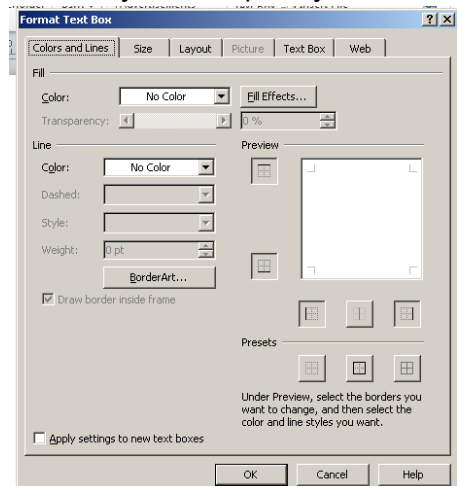 Format Text Box
Colors and Lines Size Layout Picture Text Box Web
Fill
Color: No Color Fill Effects...
Transparency: 0 %
Line Preview
Color: No Color
Dashed:
Style:
Weight: 0 pt
BorderArt...
Draw border inside frame
Presets
Under Preview, select the borders you
want to change, and then select the
color and line styles you want.
Apply settings to new text boxes
OK Cancel Help